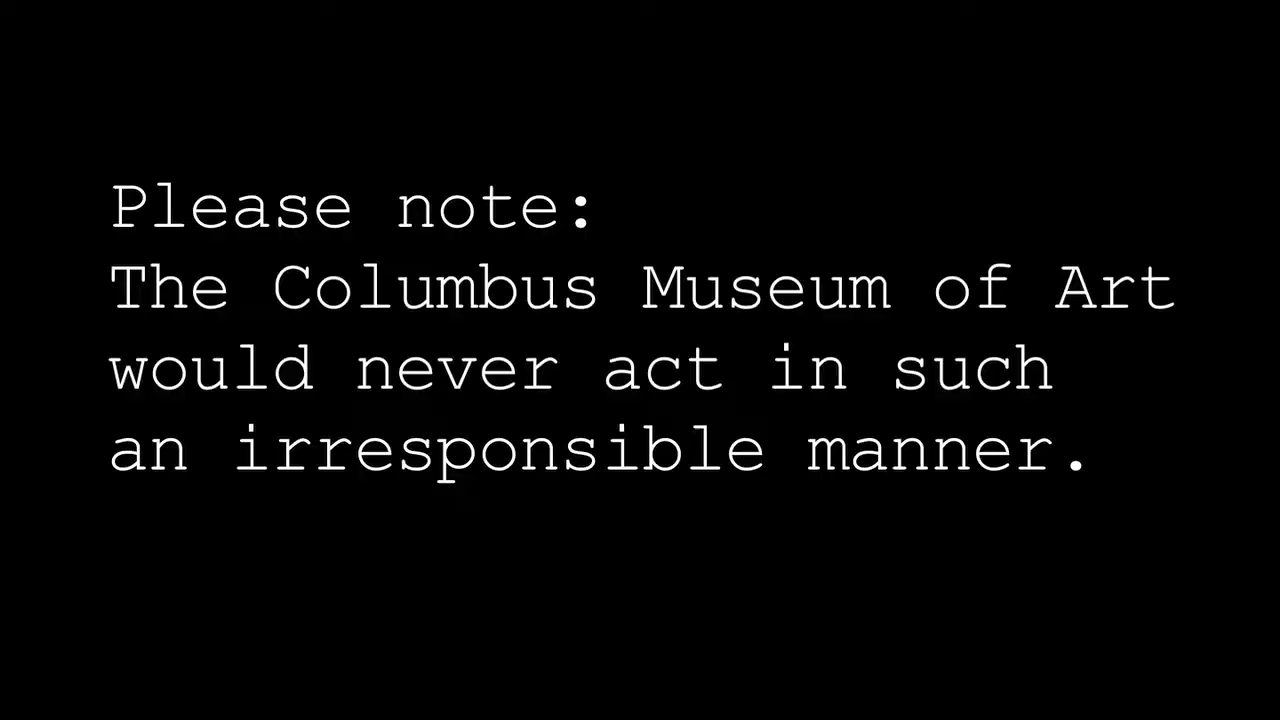 Please note:
The Columbus Museum of Art
would never act in such
an irresponsible manner.